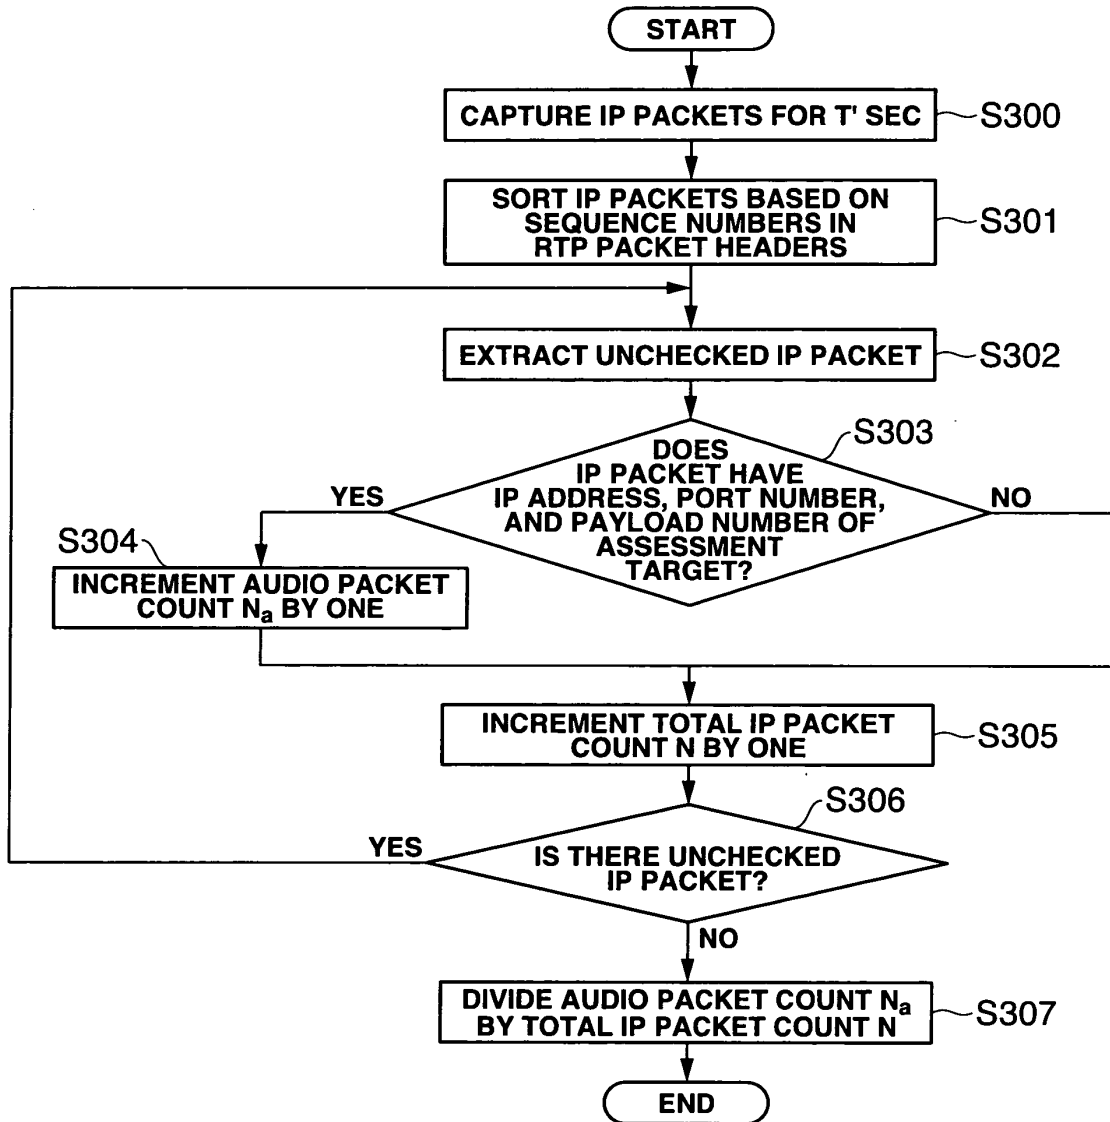 START
CAPTURE IP PACKETS FOR T' SEC
S300
SORT IP PACKETS BASED ON
SEQUENCE NUMBERS IN
RTP PACKET HEADERS
S301
EXTRACT UNCHECKED IP PACKET
S302
S303
DOES
IP PACKET HAVE
IP ADDRESS, PORT NUMBER,
AND PAYLOAD NUMBER OF
ASSESSMENT
TARGET?
YES
NO
S304
INCREMENT AUDIO PACKET
COUNT Na BY ONE
INCREMENT TOTAL IP PACKET
COUNT N BY ONE
S305
S306
IS THERE UNCHECKED
IP PACKET?
YES
NO
DIVIDE AUDIO PACKET COUNT Na
BY TOTAL IP PACKET COUNT N
S307
END